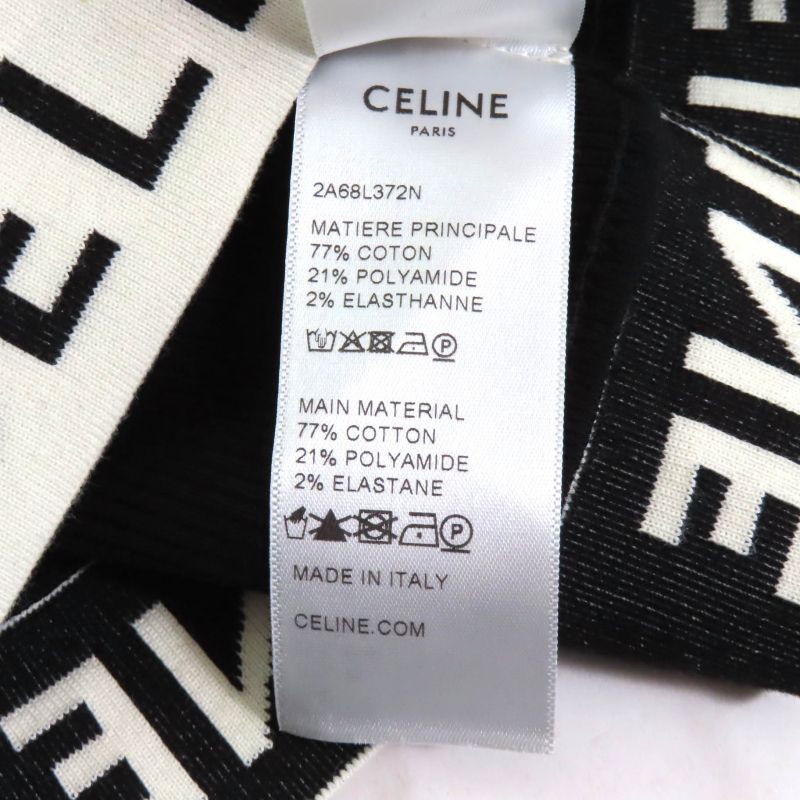 CELINE
PARIS
2A68L372N
MATIERE PRINCIPALE
77% COTON
21% POLYAMIDE
2% ELASTHANNE
P
MAIN MATERIAL
77% COTTON
21% POLYAMIDE
2% ELASTANE
P
MADE IN ITALY
CELINE.COM